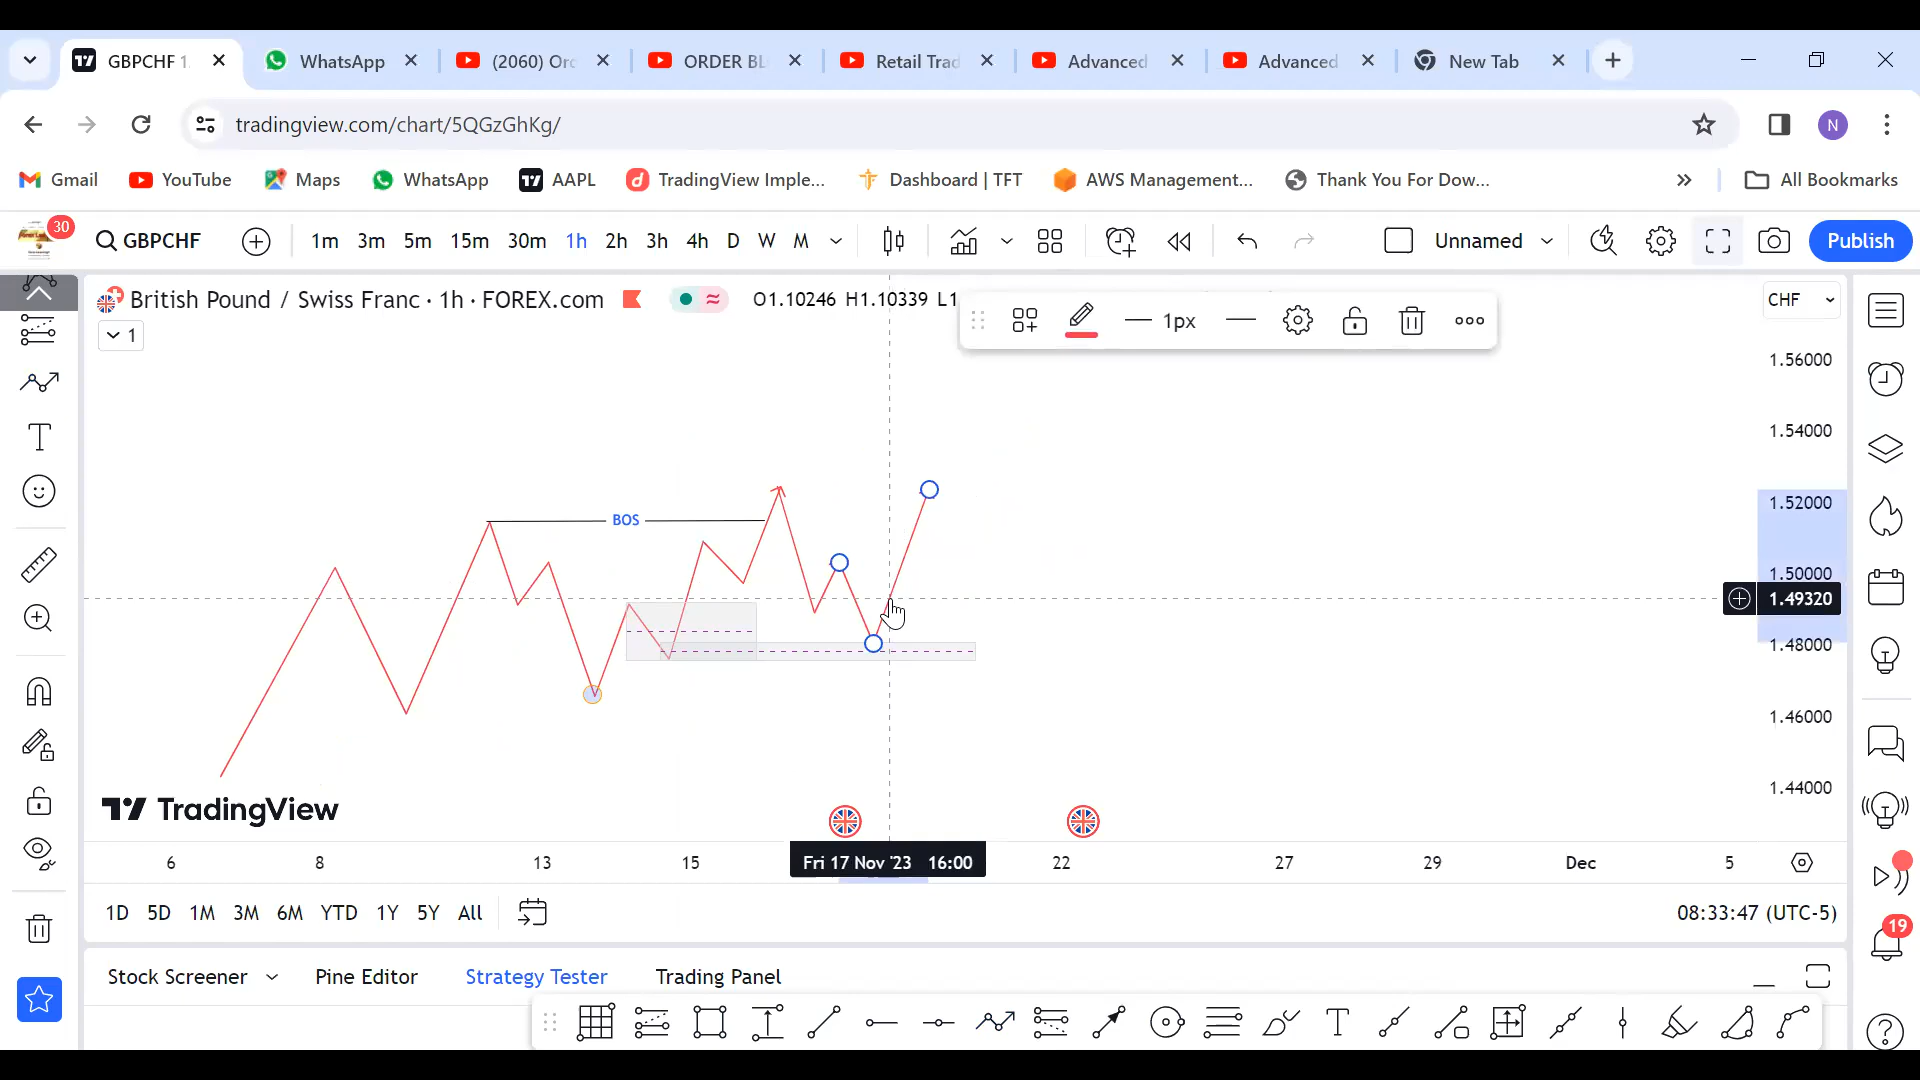 GBPCHF 1.
WhatsApp
(2060) Orc
ORDER BL
Retail Trad
Advanced
Advanced
New Tab
tradingview.com/chart/5QGzGhKg/
N
Gmail
YouTube
Maps
WhatsApp
AAPL
TradingView Imple...
Dashboard | TFT
AWS Management...
Thank You For Dow...
All Bookmarks
30
GBPCHF
1m 3m 5m 15m 30m 1h 2h 3h 4h D W M
Unnamed
Publish
British Pound / Swiss Franc · 1h · FOREX.com
O1.10246 H1.10339 L1
1px
CHF
1
1.56000
1.54000
1.52000
BOS
1.50000
1.49320
1.48000
1.46000
1.44000
TradingView
6 8 13 15 Fri 17 Nov '23 16:00 22 27 29 Dec 5
1D 5D 1M 3M 6M YTD 1Y 5Y All
08:33:47 (UTC-5)
19
Stock Screener
Pine Editor
Strategy Tester
Trading Panel